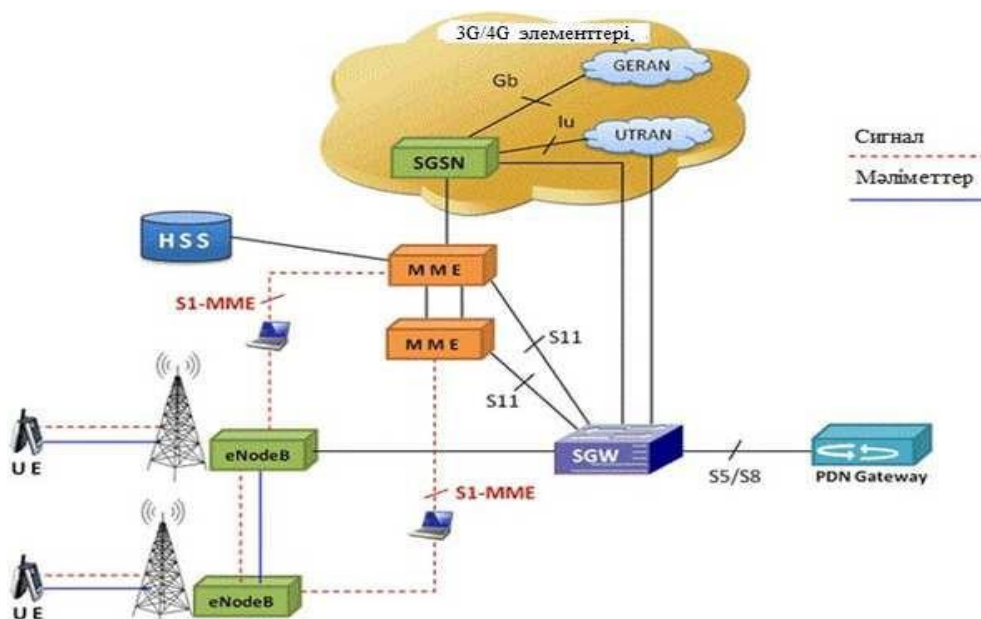 3G/4G элементтері.
GERAN
Gb
Iu
UTRAN
SGSN
Сигнал
Мәліметтер
HSS
MME
S1-MME
MME
S11
S11
UE
eNodeB
SGW
S5/S8
PDN Gateway
S1-MME
UE
eNodeB